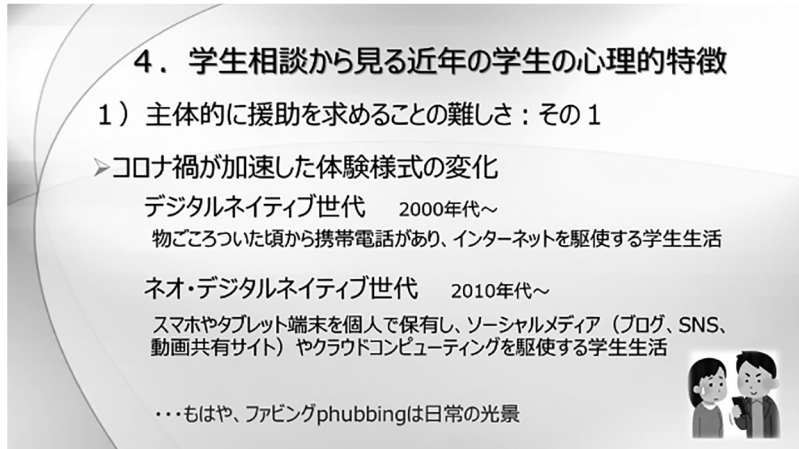 ４．学生相談から見る近年の学生の心理的特徴
１）主体的に援助を求めることの難しさ：その１
➢コロナ禍が加速した体験様式の変化
デジタルネイティブ世代　2000年代～
物ごころついた頃から携帯電話があり、インターネットを駆使する学生生活
ネオ・デジタルネイティブ世代　2010年代～
スマホやタブレット端末を個人で保有し、ソーシャルメディア（ブログ、SNS、
動画共有サイト）やクラウドコンピューティングを駆使する学生生活
・・・もはや、ファビングphubbingは日常の光景